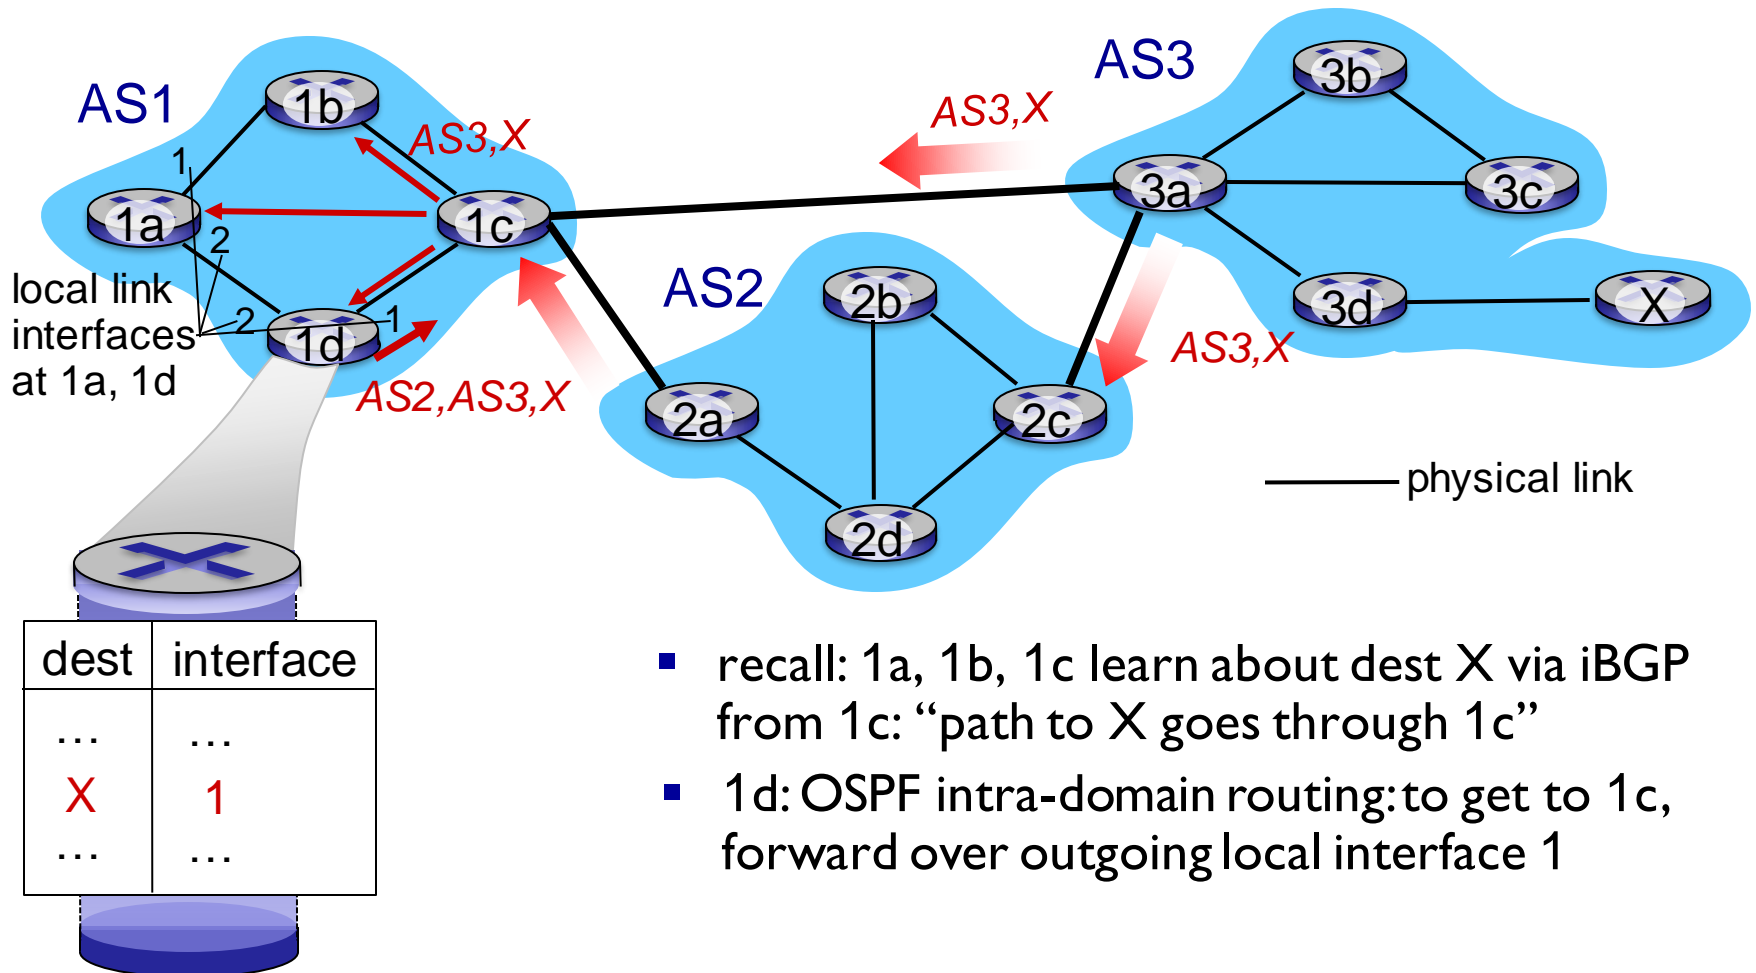 AS3
3b
AS1
1b
AS3,X
AS3,X
1
3a
3c
1a
1c
2
AS2
local link
interfaces
at 1a, 1d
2
1
2b
3d
X
1d
AS3,X
AS2,AS3,X
2a
2c
physical link
2d
dest interface
... ...
X 1
... ...
▪ recall: 1a, 1b, 1c learn about dest X via iBGP
from 1c: “path to X goes through 1c”
▪ 1d: OSPF intra-domain routing: to get to 1c,
forward over outgoing local interface 1